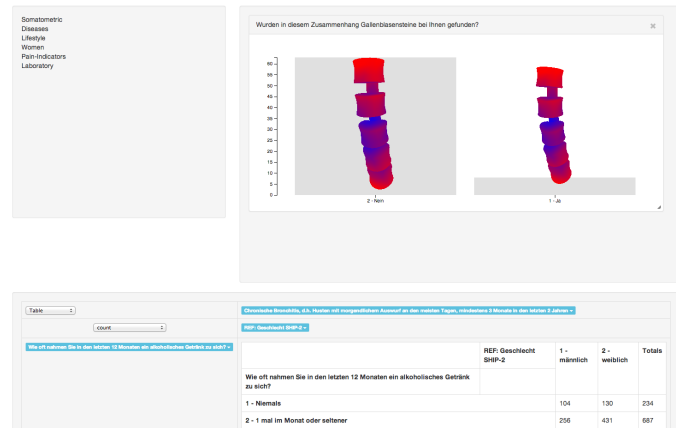 Somatometric
Diseases
Lifestyle
Women
Pain-Indicators
Laboratory
Wurden in diesem Zusammenhang Gallenblasensteine bei Ihnen gefunden?
60
55
50
45
40
35
30
25
20
15
10
5
0
2 - Nein
1 - Ja
Table
Chronische Bronchitis, d.h. Husten mit morgendlichem Auswurf an den meisten Tagen, mindestens 3 Monate in den letzten 2 Jahren
count
REF: Geschlecht SHIP-2
Wie oft nahmen Sie in den letzten 12 Monaten ein alkoholisches Getränk zu sich?
REF: Geschlecht SHIP-2
1 - männlich
2 - weiblich
Totals
Wie oft nahmen Sie in den letzten 12 Monaten ein alkoholisches Getränk zu sich?
1 - Niemals 104 130 234
2 - 1 mal im Monat oder seltener 256 431 687